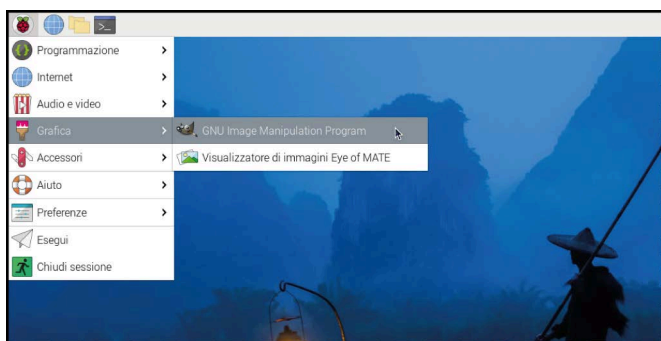 Programmazione
Internet
Audio e video
Grafica
GNU Image Manipulation Program
Accessori
Visualizzatore di immagini Eye of MATE
Aiuto
Preferenze
Esegui
Chiudi sessione